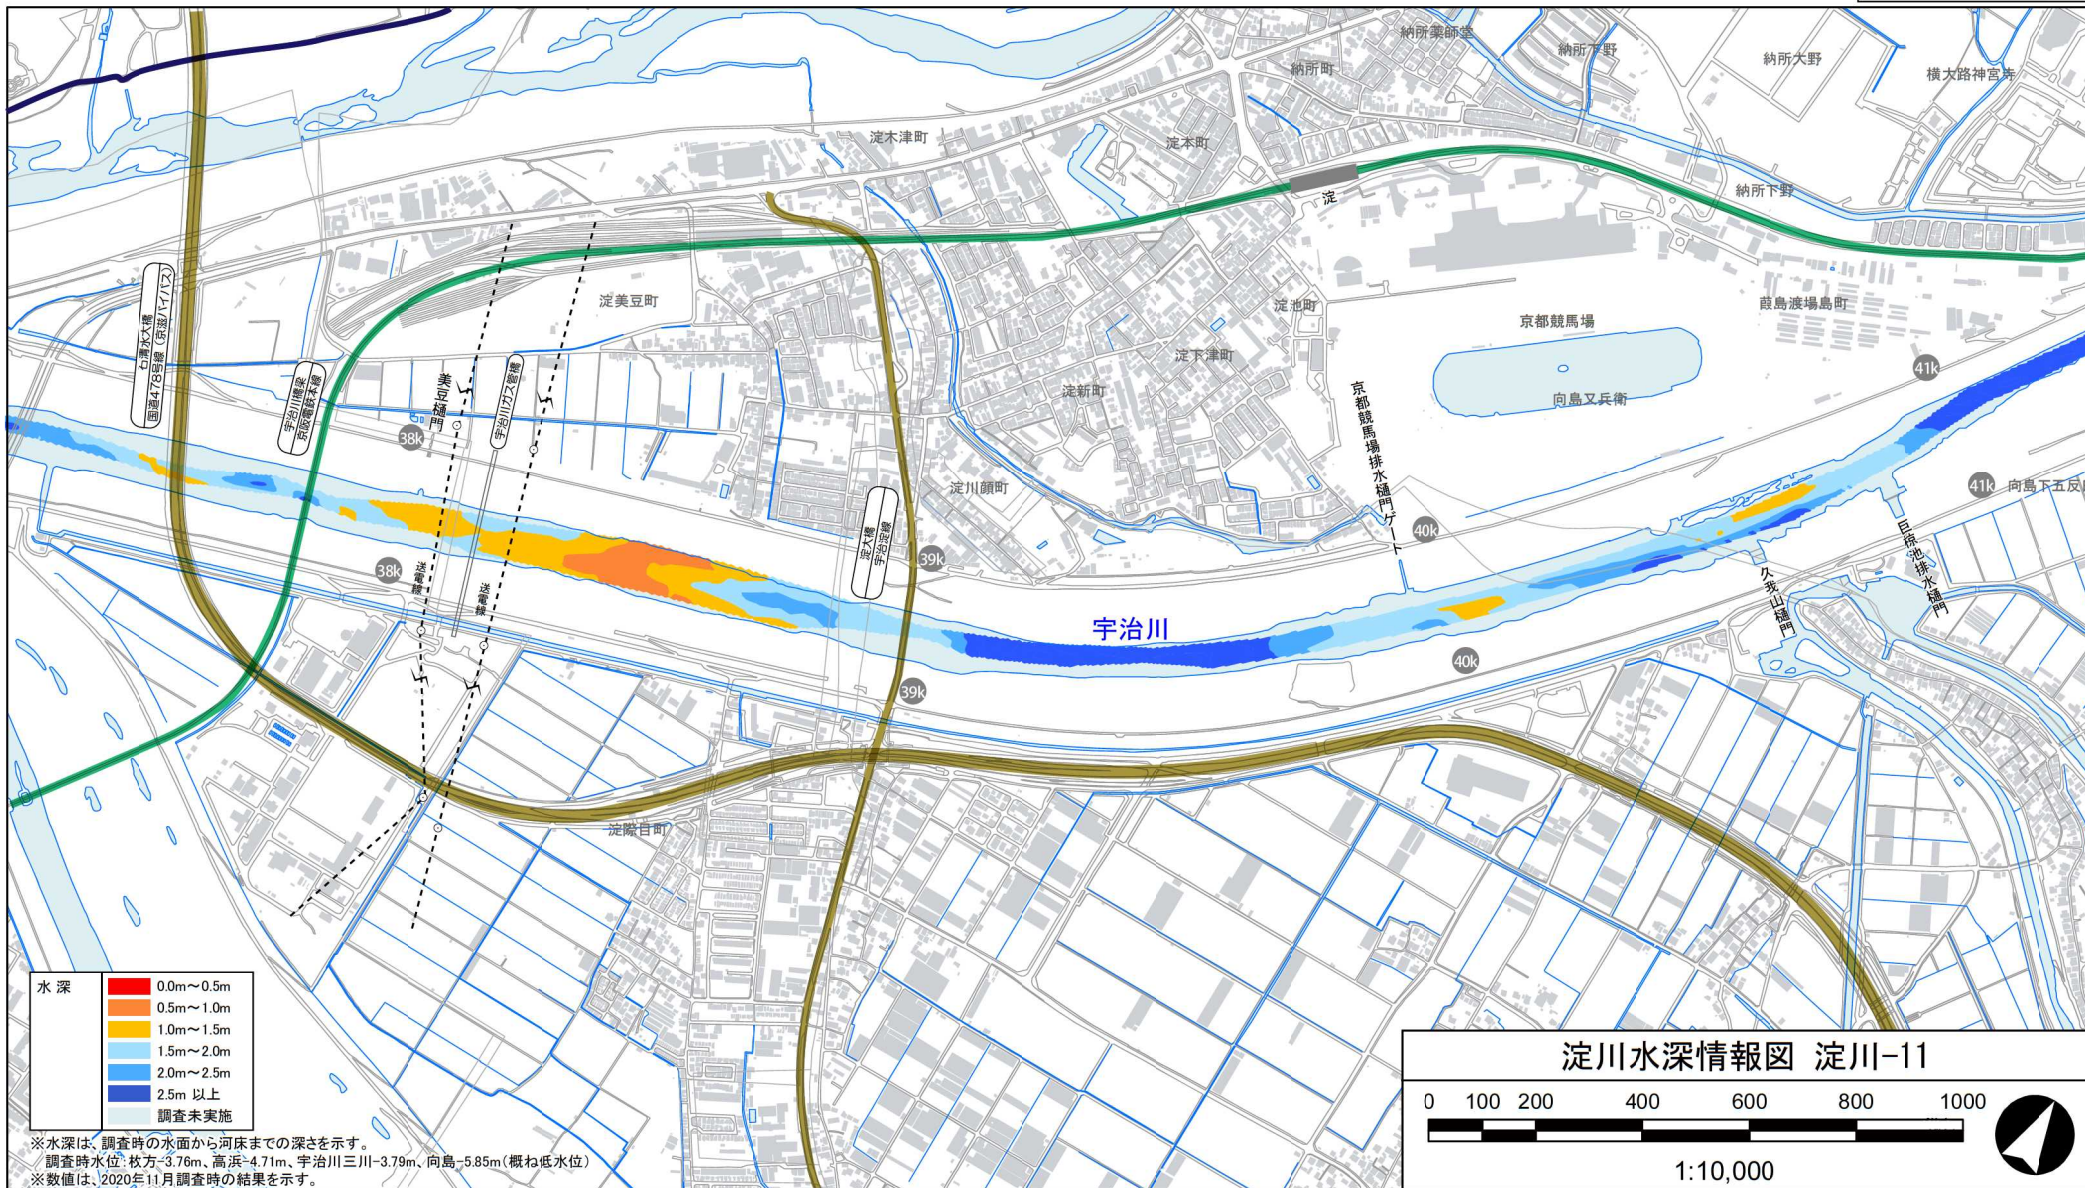 納所薬師堂
納所下野
納所大野
横大路神宮寺
納所町
淀木津町
淀本町
納所下野
淀
淀美豆町
淀池町
京都競馬場
葭島渡場島町
淀下津町
淀新町
向島又兵衛
石清水大橋
国道478号線（京滋バイパス）
宇治川橋梁
京阪電鉄本線
美豆樋門
宇治川ガス管橋
京都競馬場排水樋門ゲート
淀川顔町
淀大橋
宇治淀線
38k
38k
39k
39k
40k
40k
41k
41k
向島下五反
巨椋池排水樋門
久我山樋門
送電線
送電線
宇治川
淀際目町
水 深
0.0m～0.5m
0.5m～1.0m
1.0m～1.5m
1.5m～2.0m
2.0m～2.5m
2.5m 以上
調査未実施
※水深は、調査時の水面から河床までの深さを示す。
調査時水位:枚方-3.76m、高浜-4.71m、宇治川三川-3.79m、向島-5.85m(概ね低水位)
※数値は、2020年11月調査時の結果を示す。
淀川水深情報図 淀川-11
0 100 200 400 600 800 1000
1:10,000